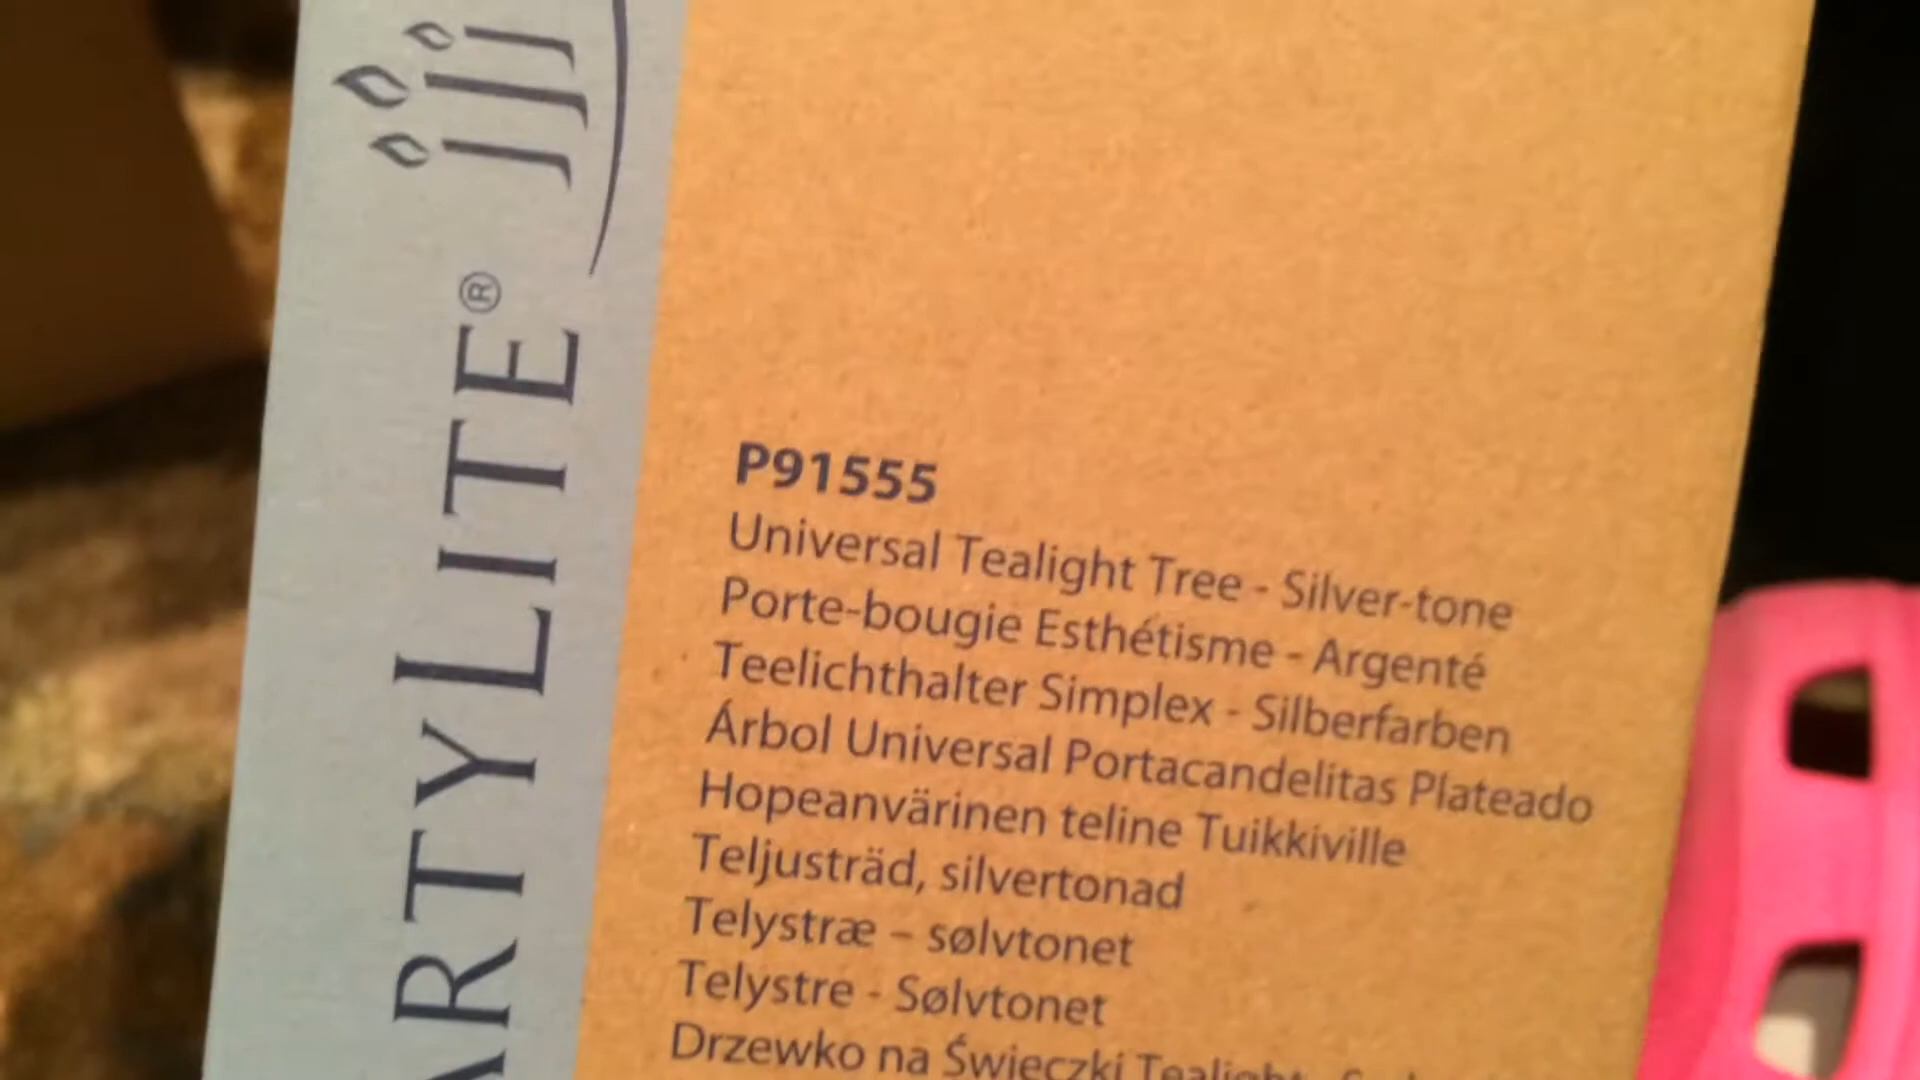 ARTYLITE®
P91555
Universal Tealight Tree - Silver-tone
Porte-bougie Esthétisme - Argenté
Teelichthalter Simplex - Silberfarben
Árbol Universal Portacandelitas Plateado
Hopeanvärinen teline Tuikkiville
Teljusträd, silvertonad
Telystræ – sølvtonet
Telystre - Sølvtonet
Drzewko na Świeczki Tealight -